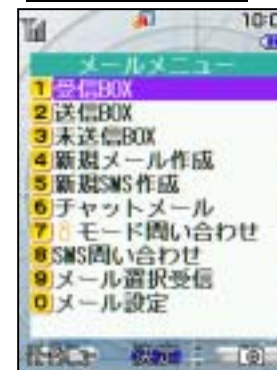 10:0
メールメニュー
1 受信BOX
2 送信BOX
3 未送信BOX
4 新規メール作成
5 新規SMS作成
6 チャットメール
7 iモード問い合わせ
8 SMS問い合わせ
9 メール選択受信
0 メール設定